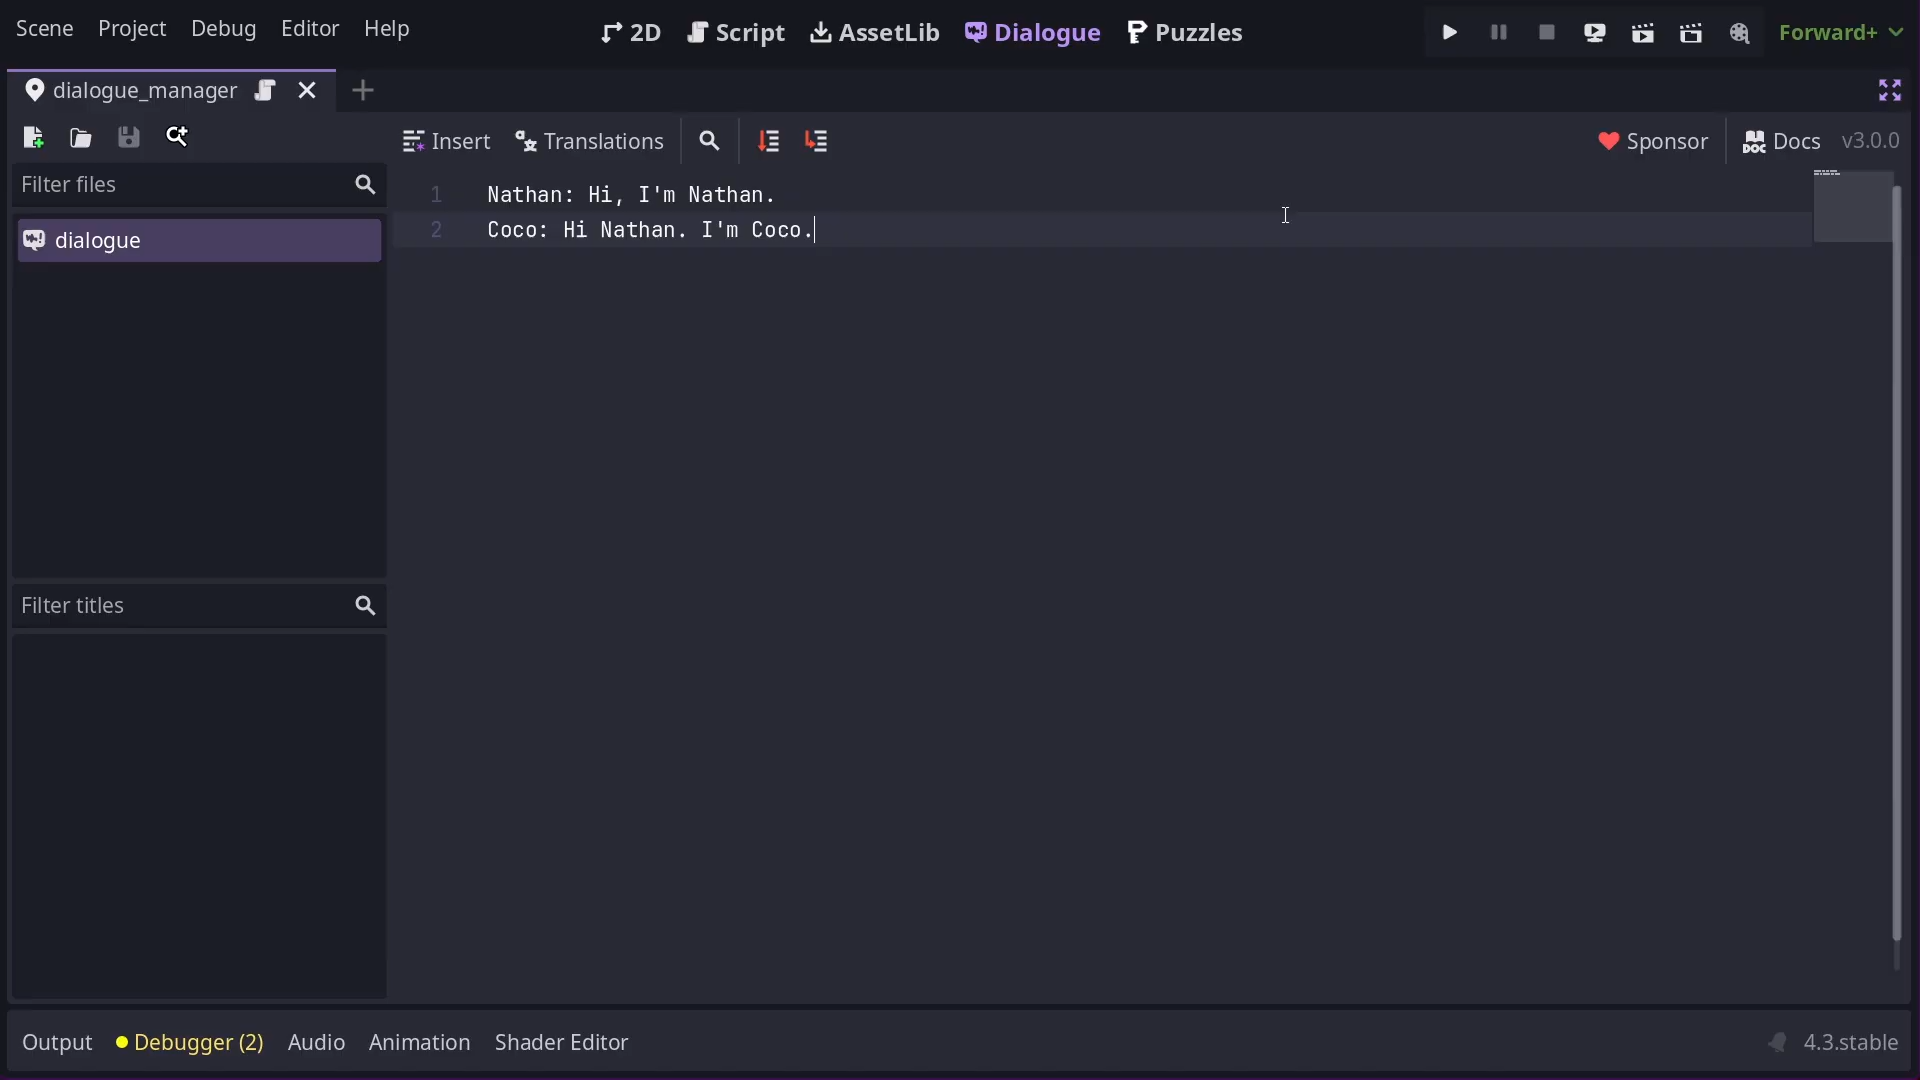 Scene Project Debug Editor Help
2D Script AssetLib Dialogue Puzzles
Forward+
dialogue_manager
Insert Translations
Sponsor DOC Docs v3.0.0
Filter files
dialogue
1 Nathan: Hi, I'm Nathan.
2 Coco: Hi Nathan. I'm Coco.
Filter titles
Output Debugger (2) Audio Animation Shader Editor
4.3.stable